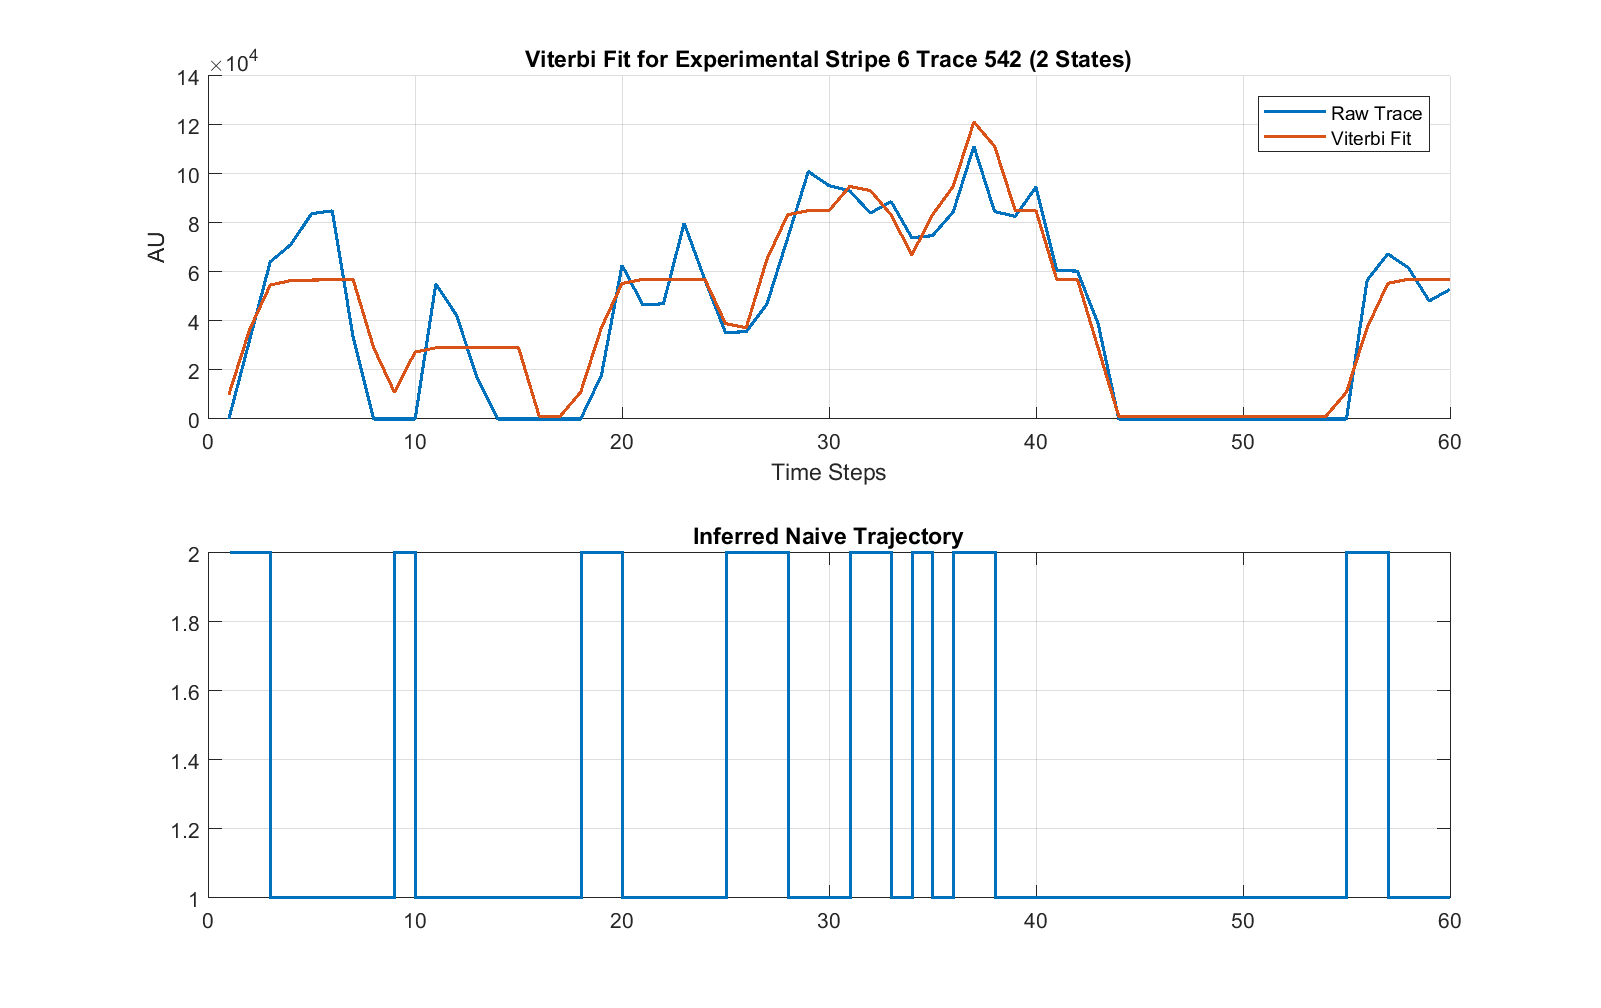 Viterbi Fit for Experimental Stripe 6 Trace 542 (2 States)
×10^4
14
12
10
8
6
4
2
0
AU
Raw Trace
Viterbi Fit
0 10 20 30 40 50 60
Time Steps
Inferred Naive Trajectory
2
1.8
1.6
1.4
1.2
1
0 10 20 30 40 50 60